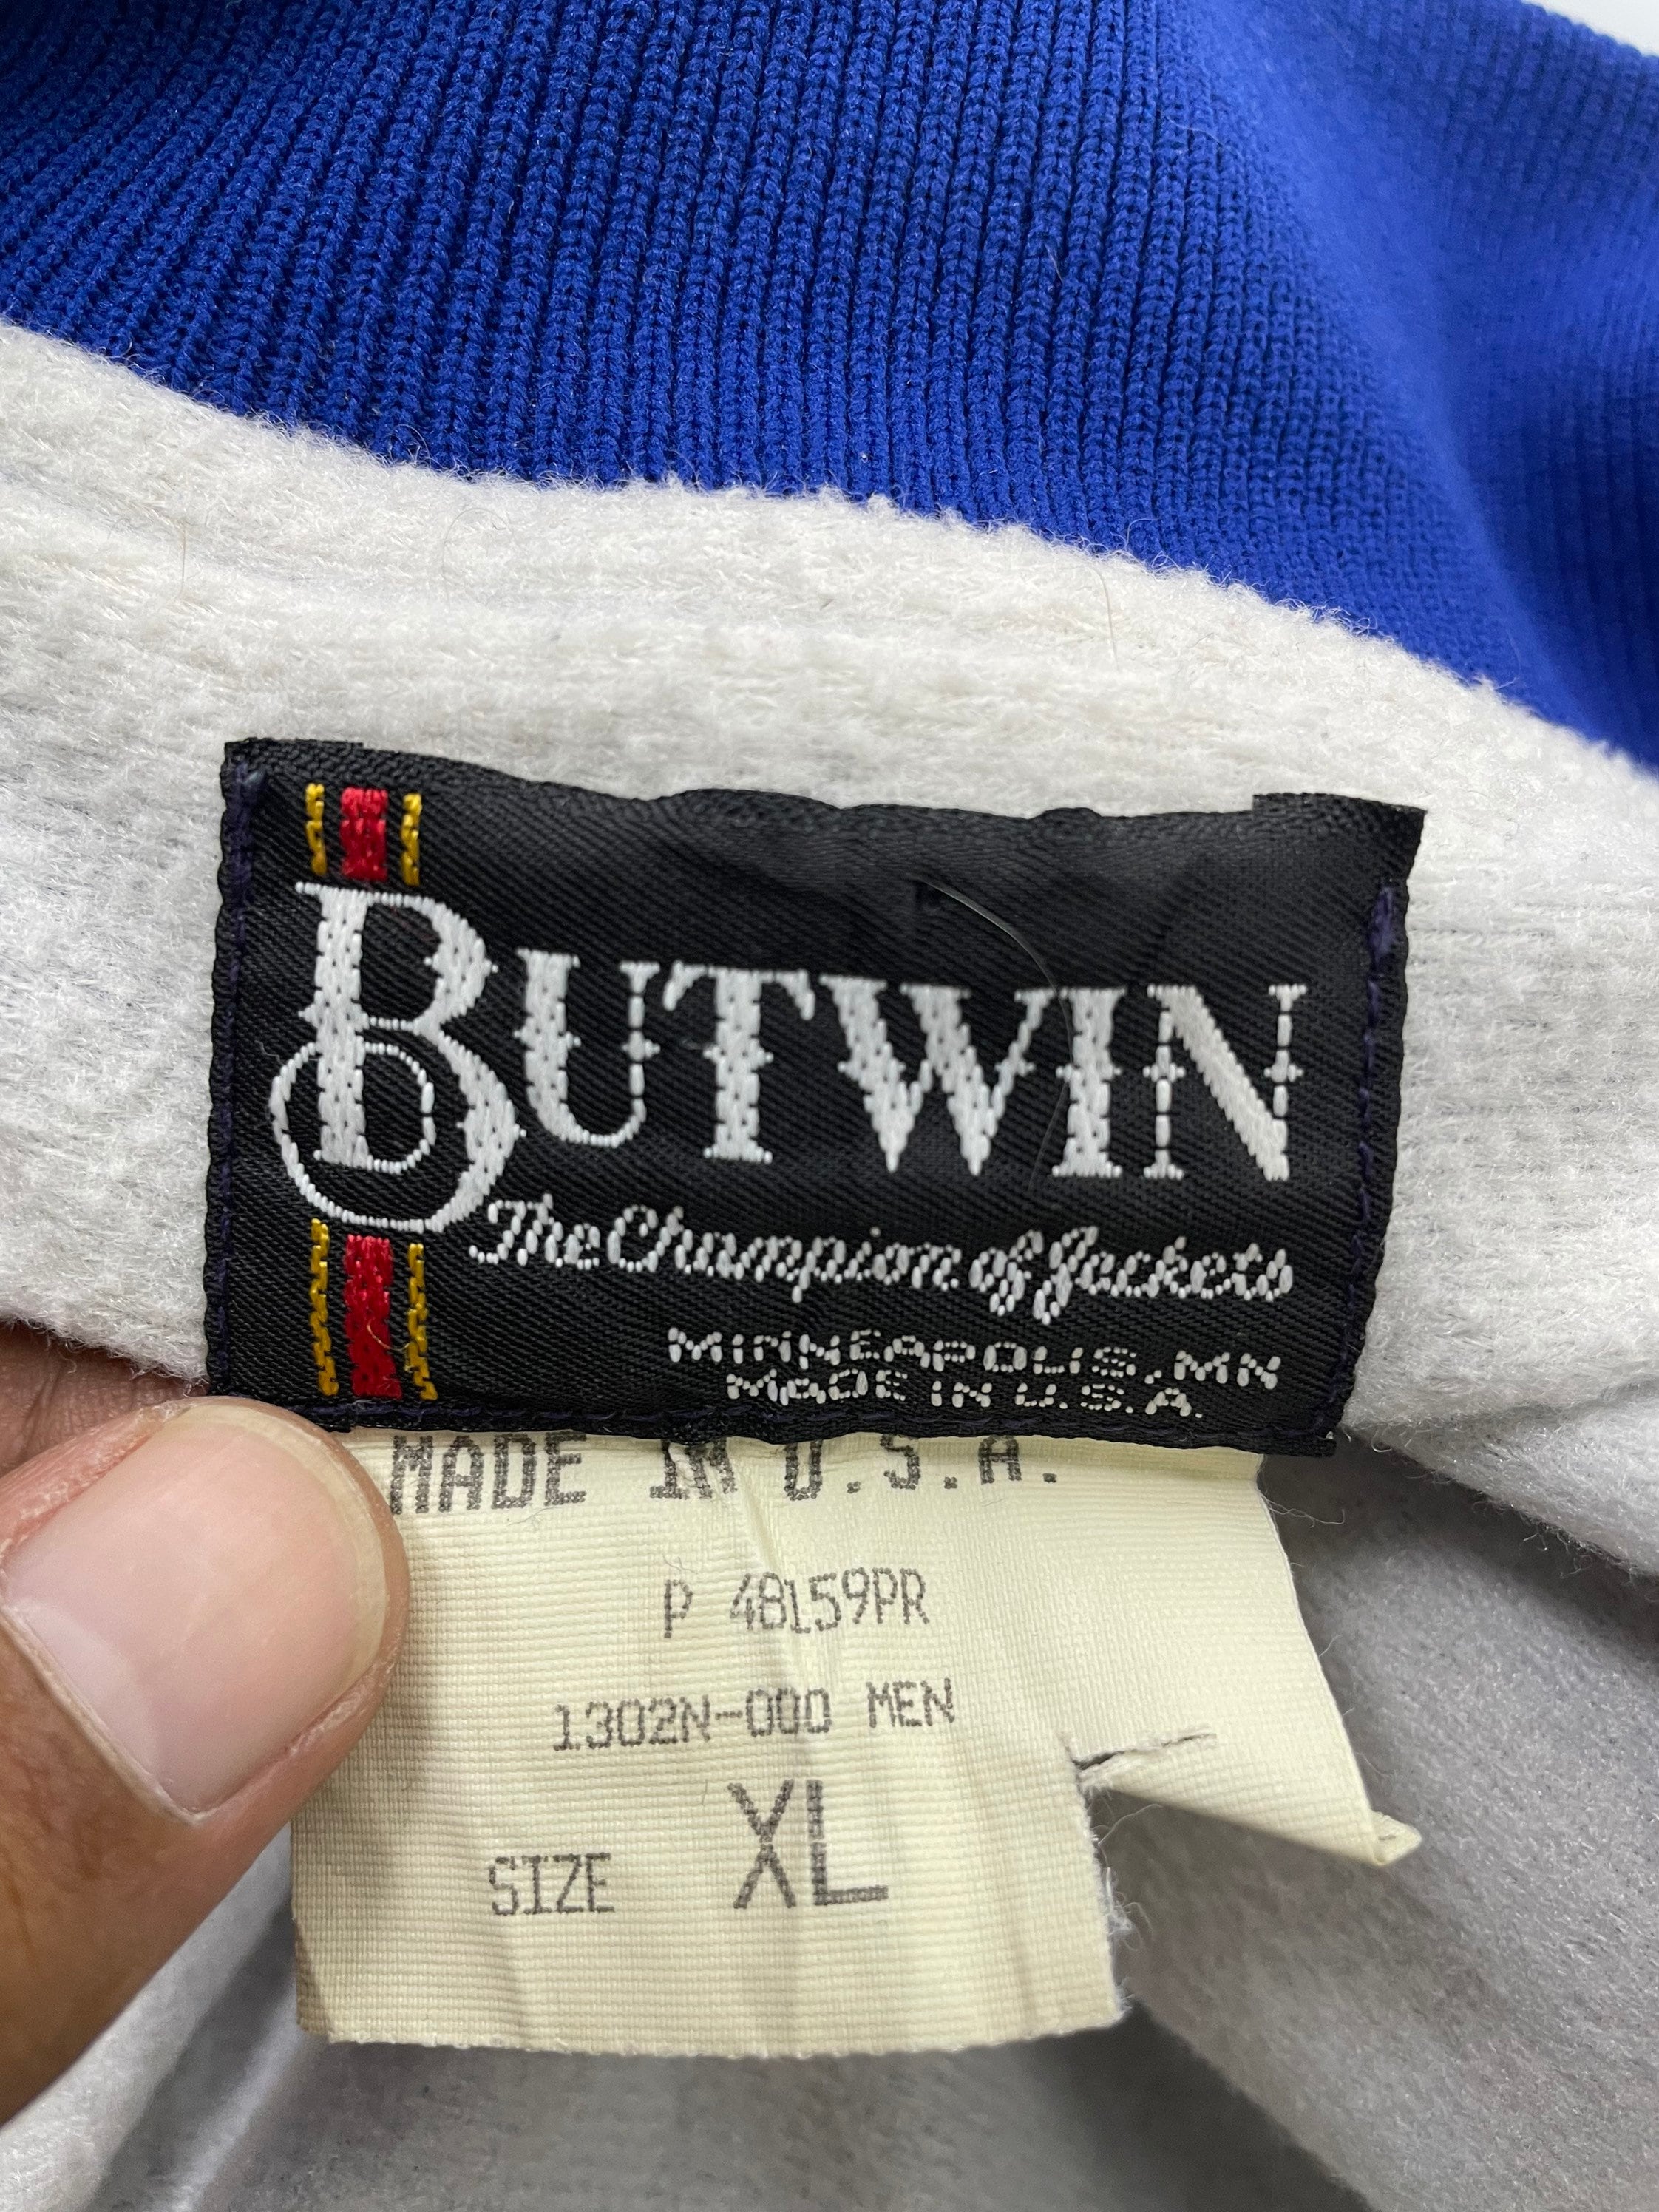 BUTWIN
The Champion of Jackets
MINNEAPOLIS, MN
MADE IN U.S.A.
MADE IN U.S.A.
P 48159PR
1302N-000 MEN
SIZE XL